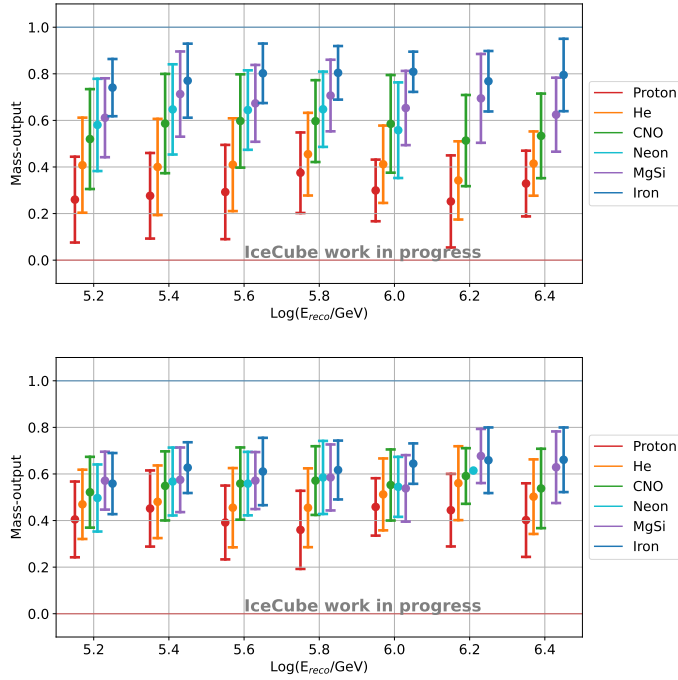 1.0
0.8
0.6
0.4
0.2
0.0
Mass-output
IceCube work in progress
5.2 5.4 5.6 5.8 6.0 6.2 6.4
Log(E_reco/GeV)
Proton
He
CNO
Neon
MgSi
Iron
1.0
0.8
0.6
0.4
0.2
0.0
Mass-output
IceCube work in progress
5.2 5.4 5.6 5.8 6.0 6.2 6.4
Log(E_reco/GeV)
Proton
He
CNO
Neon
MgSi
Iron